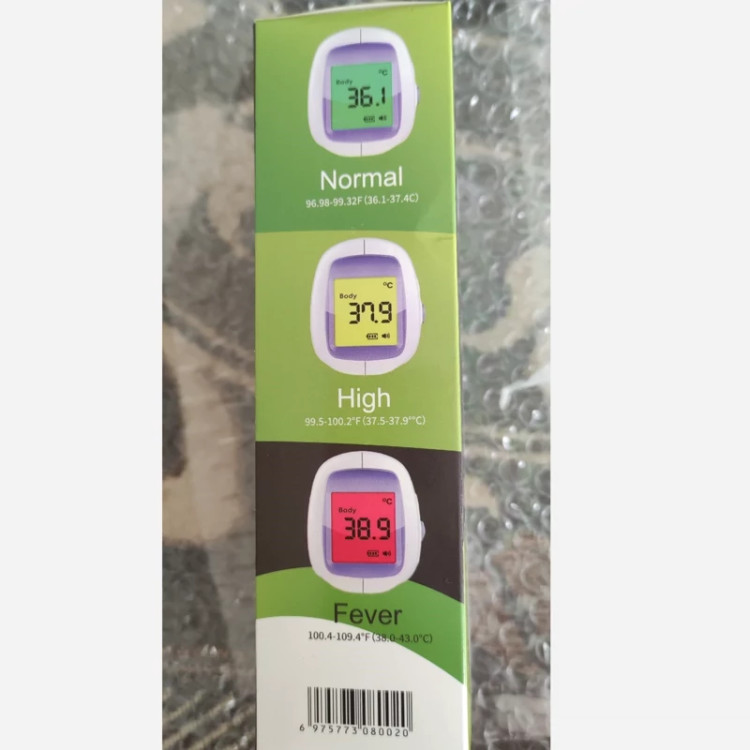 °C
Body
36.1
Normal
96.98-99.32F (36.1-37.4C)
°C
Body
37.9
High
99.5-100.2°F (37.5-37.9°°C)
°C
Body
38.9
Fever
100.4-109.4°F (38.0-43.0°C)
6 975773 080020